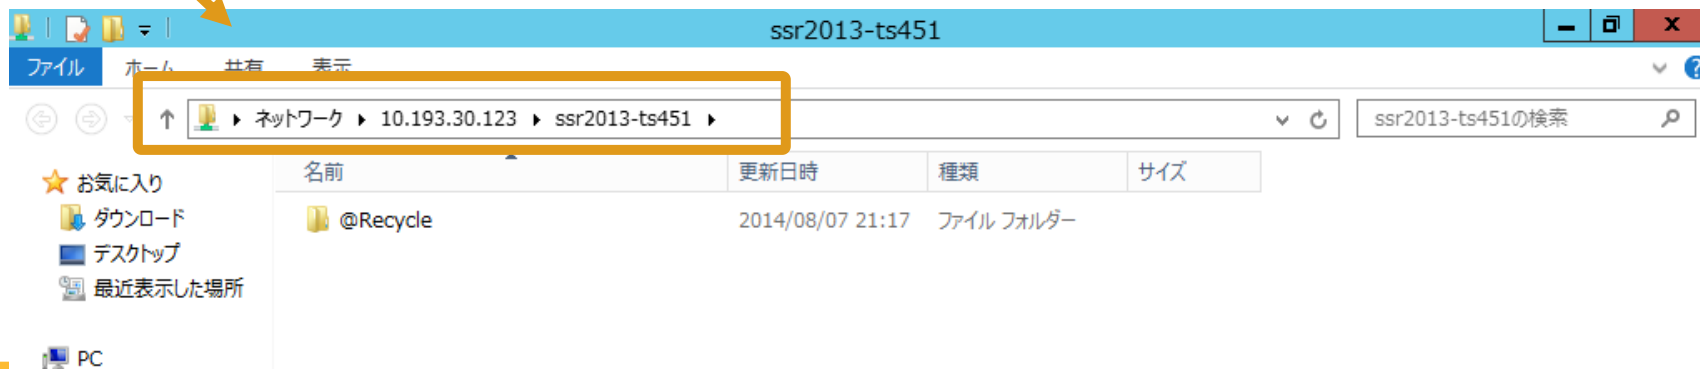 ssr2013-ts451
ファイル ホーム 共有 表示
ネットワーク 10.193.30.123 ssr2013-ts451 ssr2013-ts451の検索
名前 更新日時 種類 サイズ
お気に入り
@Recycle 2014/08/07 21:17 ファイル フォルダー
ダウンロード
デスクトップ
最近表示した場所
PC